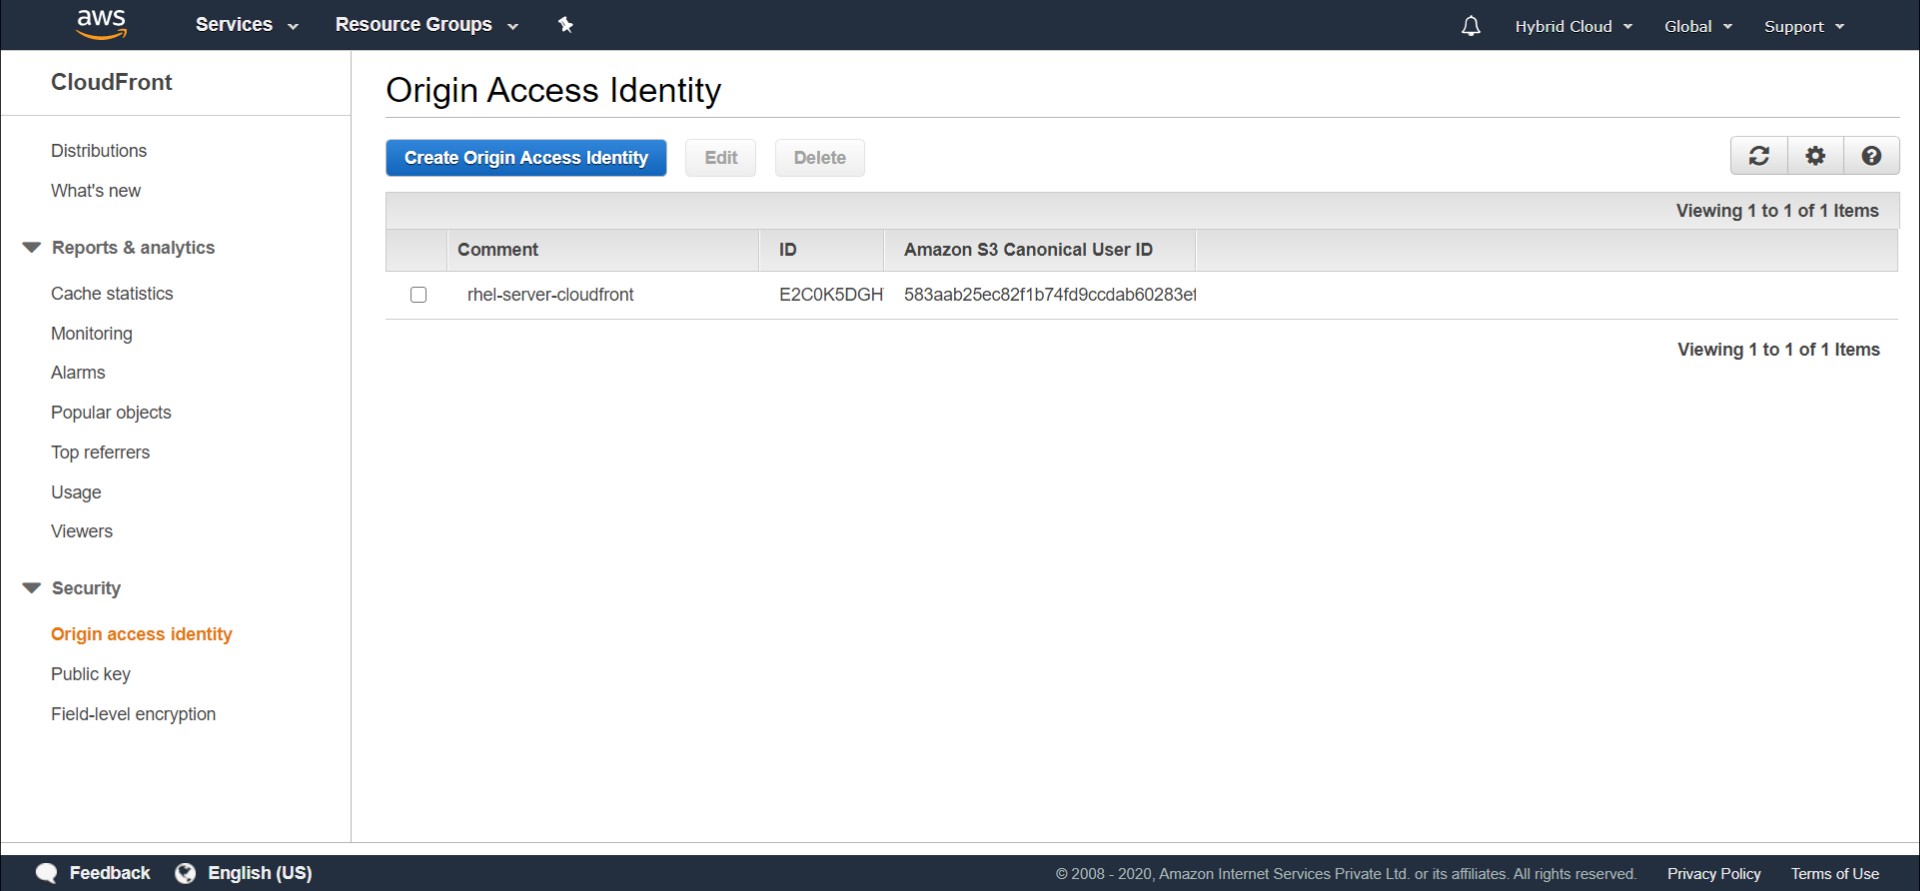 aws Services Resource Groups Hybrid Cloud Global Support
CloudFront
Distributions
What's new
Reports & analytics
Cache statistics
Monitoring
Alarms
Popular objects
Top referrers
Usage
Viewers
Security
Origin access identity
Public key
Field-level encryption
Origin Access Identity
Create Origin Access Identity Edit Delete
Viewing 1 to 1 of 1 Items
Comment ID Amazon S3 Canonical User ID
rhel-server-cloudfront E2C0K5DGH 583aab25ec82f1b74fd9ccdab60283ef
Viewing 1 to 1 of 1 Items
Feedback English (US) © 2008 - 2020, Amazon Internet Services Private Ltd. or its affiliates. All rights reserved. Privacy Policy Terms of Use